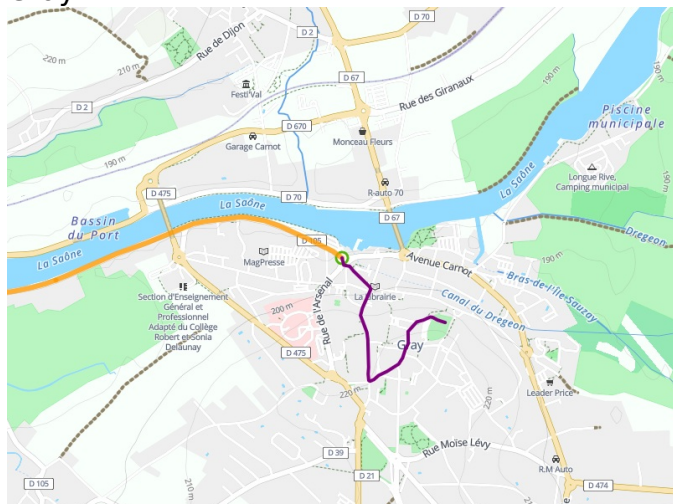 D 70
D 2
Rue de Dijon
220 m
210 m
D 67
190 m
190 m
Festi'Val
Rue des Giranaux
D 2
Piscine
municipale
D 670
Garage Carnot
Monceau Fleurs
190 m
Longue Rive,
Camping municipal
R-auto 70
La Saône
D 475
D 70
La Saône
D 67
Bassin
du Port
Dregeon
La Saône
MagPresse
Avenue Carnot
190 m
Bras-de-l'Ile-Sauzay
Section d'Enseignement
Général et
Professionnel
Adapté du Collège
Robert et Sonia
Delaunay
La Librairie ..
200 m
Rue de l'Arsenal
Canal du Dregeon
D 475
Gray
220 m
Leader Price
Rue Moïse Lévy
D 39
R.M Auto
D 21
D 105
210 m
D 474